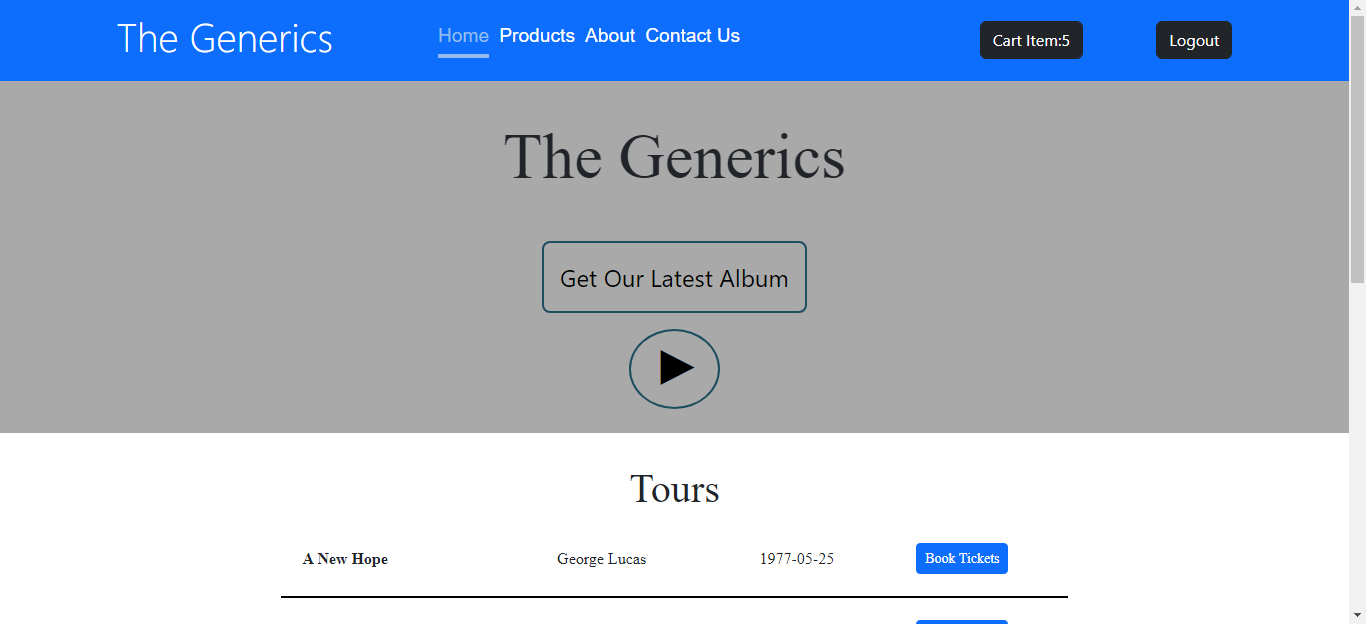 The Generics Home Products About Contact Us Cart Item:5 Logout
The Generics
Get Our Latest Album
Tours
A New Hope George Lucas 1977-05-25 Book Tickets